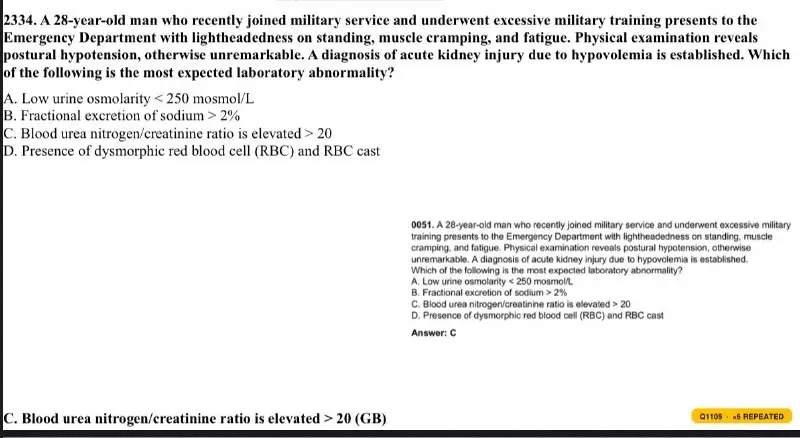 2334. A 28-year-old man who recently joined military service and underwent excessive military training presents to the
Emergency Department with lightheadedness on standing, muscle cramping, and fatigue. Physical examination reveals
postural hypotension, otherwise unremarkable. A diagnosis of acute kidney injury due to hypovolemia is established. Which
of the following is the most expected laboratory abnormality?
A. Low urine osmolarity < 250 mosmol/L
B. Fractional excretion of sodium > 2%
C. Blood urea nitrogen/creatinine ratio is elevated > 20
D. Presence of dysmorphic red blood cell (RBC) and RBC cast
0051. A 28-year-old man who recently joined military service and underwent excessive military
training presents to the Emergency Department with lightheadedness on standing, muscle
cramping, and fatigue. Physical examination reveals postural hypotension, otherwise
unremarkable. A diagnosis of acute kidney injury due to hypovolemia is established.
Which of the following is the most expected laboratory abnormality?
A. Low urine osmolarity < 250 mosmol/L
B. Fractional excretion of sodium > 2%
C. Blood urea nitrogen/creatinine ratio is elevated > 20
D. Presence of dysmorphic red blood cell (RBC) and RBC cast
Answer: C
C. Blood urea nitrogen/creatinine ratio is elevated > 20 (GB)
Q1105 - ×6 REPEATED